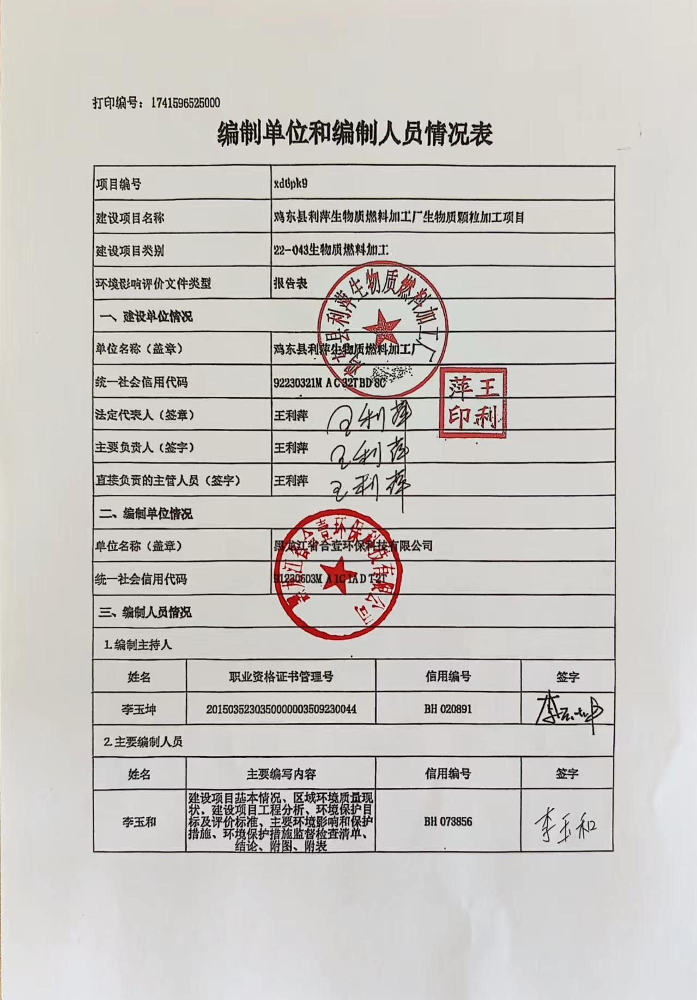 打印编号：1741596525000
编制单位和编制人员情况表
项目编号 xd6pk9
建设项目名称 鸡东县利萍生物质燃料加工厂生物质颗粒加工项目
建设项目类别 22-043生物质燃料加工
环境影响评价文件类型 报告表
一、建设单位情况
单位名称（盖章） 鸡东县利萍生物质燃料加工厂
鸡东县利萍生物质燃料加工厂
统一社会信用代码 92230321MAC32TBD8C
王利萍印
法定代表人（签章） 王利萍 王利萍
主要负责人（签字） 王利萍 王利萍
直接负责的主管人员（签字） 王利萍 王利萍
二、编制单位情况
单位名称（盖章） 黑龙江省合壹环保科技有限公司
黑龙江省合壹环保科技有限公司
统一社会信用代码 91230603MA1C1ADT2T
三、编制人员情况
1.编制主持人
姓名 职业资格证书管理号 信用编号 签字
李玉坤 2015035230350000003509230044 BH 020891 李玉坤
2.主要编制人员
姓名 主要编写内容 信用编号 签字
建设项目基本情况、区域环境质量现
状、建设项目工程分析、环境保护目
李玉和 标及评价标准、主要环境影响和保护 BH 073856 李玉和
措施、环境保护措施监督检查清单、
结论、附图、附表